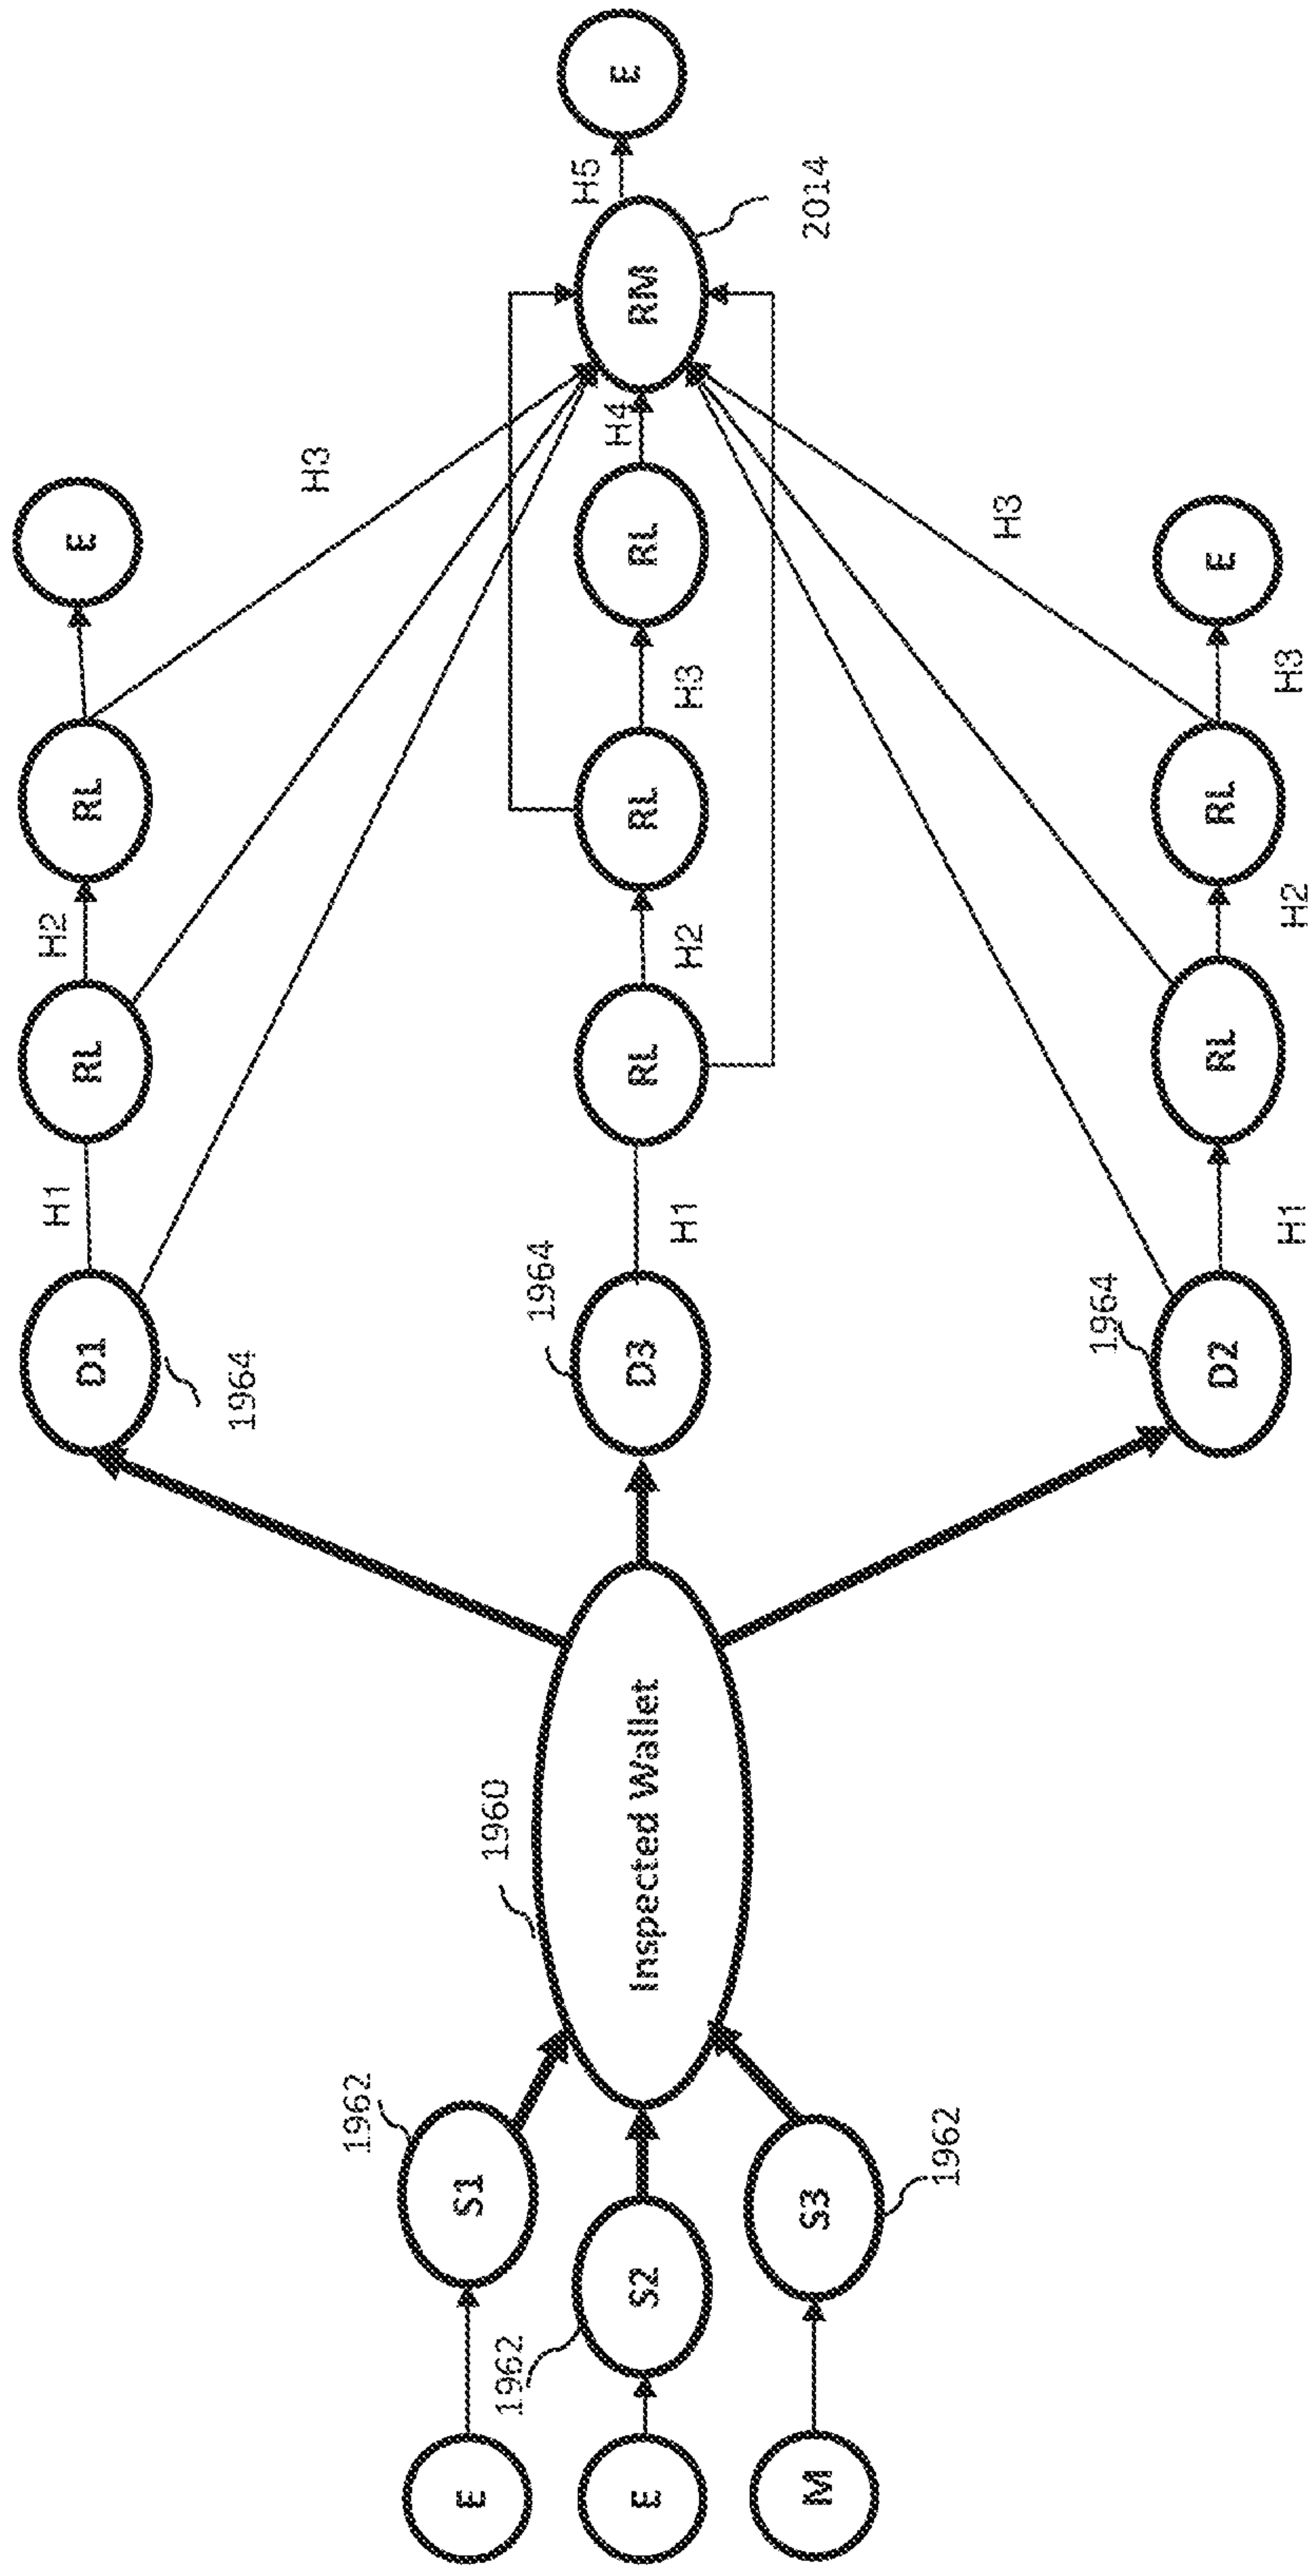 E
S1
1962
E
S2
1962
M
S3
1962
Inspected Wallet
1960
D1
1964
H1
RL
H2
RL
E
H3
D3
1964
H1
RL
H2
RL
H3
RL
H4
RM
2014
H5
E
D2
1964
H1
RL
H2
RL
H3
E
H3